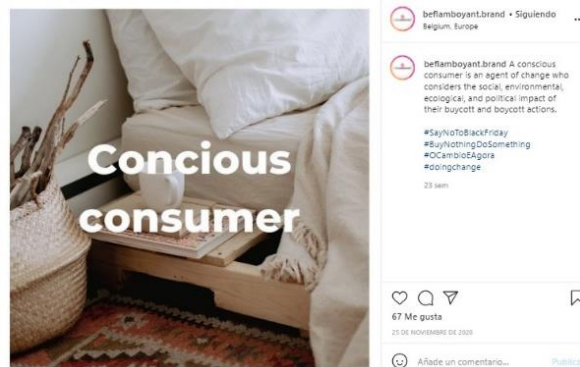 Concious
consumer
beflamboyant.brand • Siguiendo
Belgium, Europe
beflamboyant.brand A conscious
consumer is an agent of change who
considers the social, environmental,
ecological, and political impact of
their buycott and boycott actions.
#SayNoToBlackFriday
#BuyNothingDoSomething
#OCambioEAgora
#doingchange
23 sem
67 Me gusta
25 DE NOVIEMBRE DE 2020
Añade un comentario...